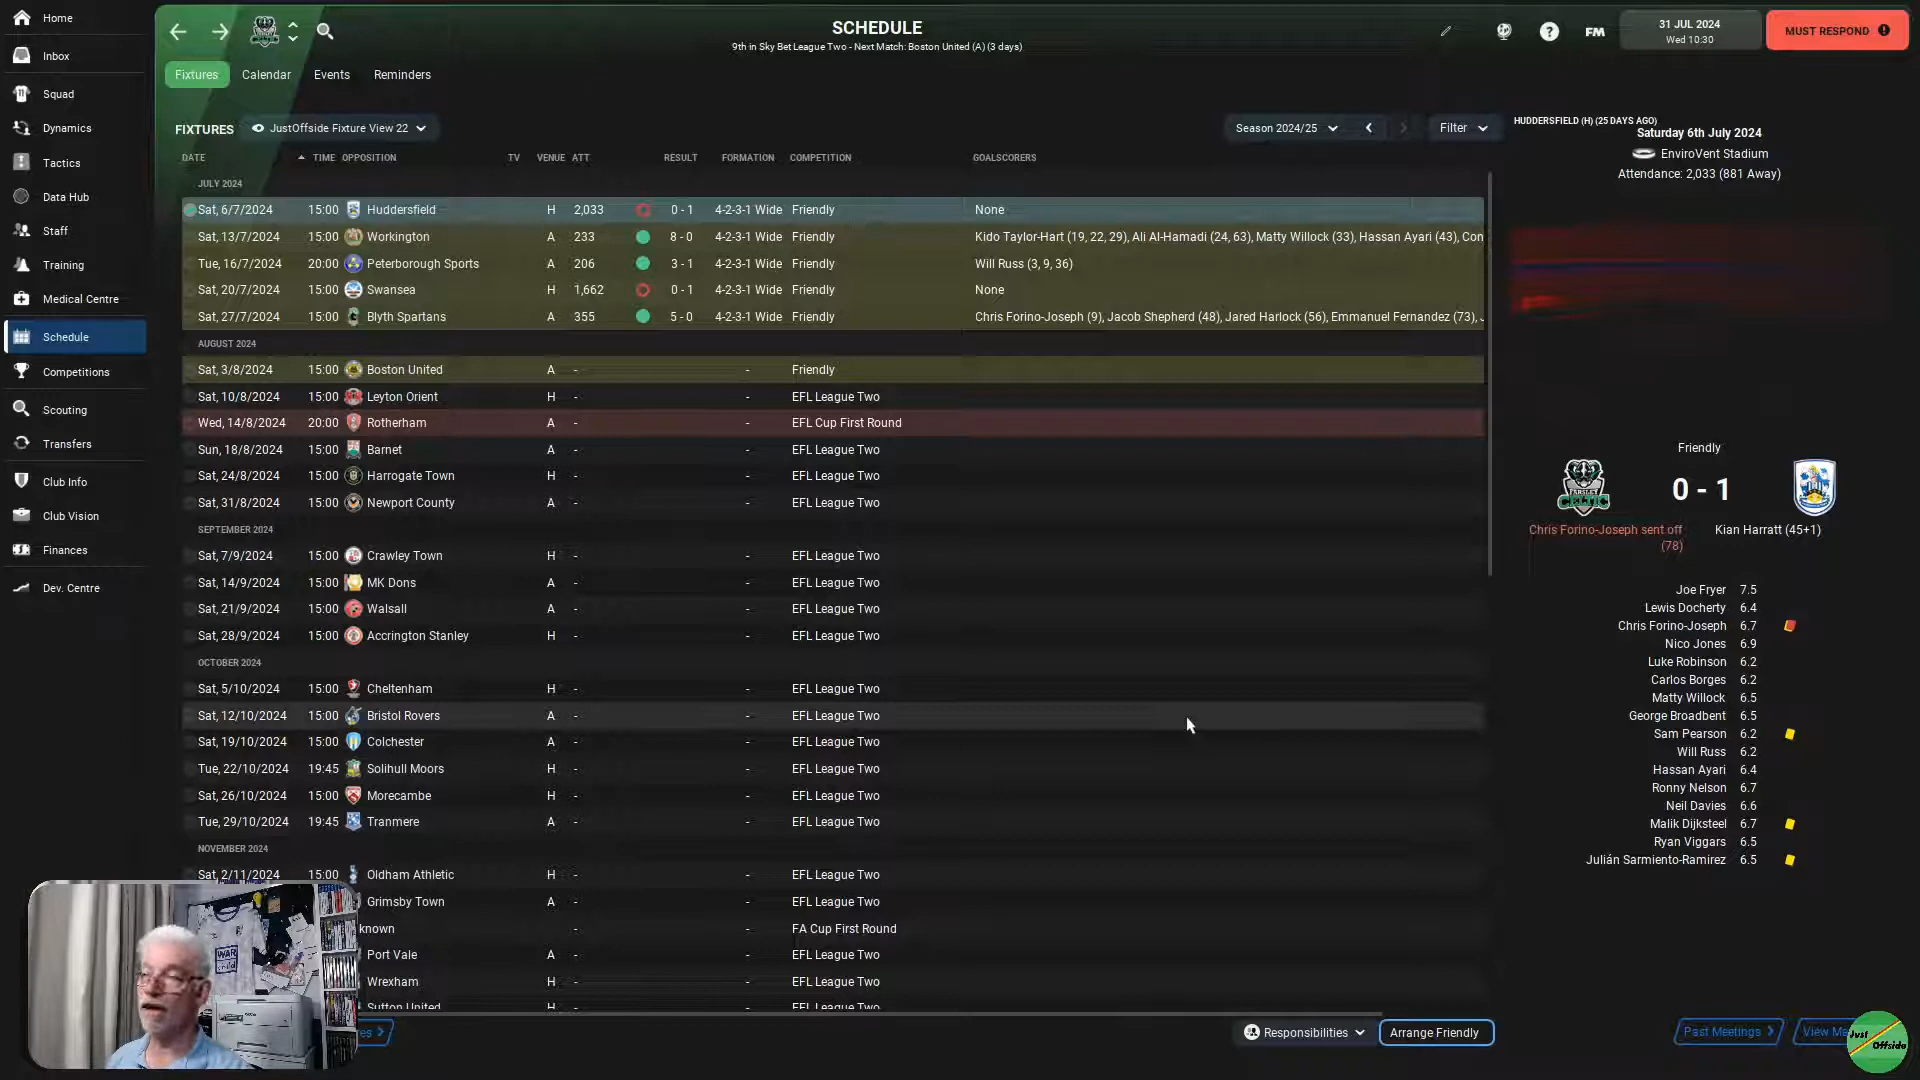 Home
Inbox
Squad
Dynamics
Tactics
Data Hub
Staff
Training
Medical Centre
Schedule
Competitions
Scouting
Transfers
Club Info
Club Vision
Finances
Dev. Centre
SCHEDULE
9th in Sky Bet League Two - Next Match: Boston United (A) (3 days)
FM
31 JUL 2024
Wed 10:30
MUST RESPOND
Fixtures Calendar Events Reminders
FIXTURES JustOffside Fixture View 22 Season 2024/25 Filter
DATE TIME OPPOSITION TV VENUE ATT RESULT FORMATION COMPETITION GOALSCORERS
JULY 2024
Sat, 6/7/2024 15:00 Huddersfield H 2,033 0 - 1 4-2-3-1 Wide Friendly None
Sat, 13/7/2024 15:00 Workington A 233 8 - 0 4-2-3-1 Wide Friendly Kido Taylor-Hart (19, 22, 29), Ali Al-Hamadi (24, 63), Matty Willock (33), Hassan Ayari (43), Con
Tue, 16/7/2024 20:00 Peterborough Sports A 206 3 - 1 4-2-3-1 Wide Friendly Will Russ (3, 9, 36)
Sat, 20/7/2024 15:00 Swansea H 1,662 0 - 1 4-2-3-1 Wide Friendly None
Sat, 27/7/2024 15:00 Blyth Spartans A 355 5 - 0 4-2-3-1 Wide Friendly Chris Forino-Joseph (9), Jacob Shepherd (48), Jared Harlock (56), Emmanuel Fernandez (73),
AUGUST 2024
Sat, 3/8/2024 15:00 Boston United A - - Friendly
Sat, 10/8/2024 15:00 Leyton Orient H - - EFL League Two
Wed, 14/8/2024 20:00 Rotherham A - - EFL Cup First Round
Sun, 18/8/2024 15:00 Barnet A - - EFL League Two
Sat, 24/8/2024 15:00 Harrogate Town H - - EFL League Two
Sat, 31/8/2024 15:00 Newport County A - - EFL League Two
SEPTEMBER 2024
Sat, 7/9/2024 15:00 Crawley Town H - - EFL League Two
Sat, 14/9/2024 15:00 MK Dons A - - EFL League Two
Sat, 21/9/2024 15:00 Walsall A - - EFL League Two
Sat, 28/9/2024 15:00 Accrington Stanley H - - EFL League Two
OCTOBER 2024
Sat, 5/10/2024 15:00 Cheltenham H - - EFL League Two
Sat, 12/10/2024 15:00 Bristol Rovers A - - EFL League Two
Sat, 19/10/2024 15:00 Colchester A - - EFL League Two
Tue, 22/10/2024 19:45 Solihull Moors H - - EFL League Two
Sat, 26/10/2024 15:00 Morecambe H - - EFL League Two
Tue, 29/10/2024 19:45 Tranmere A - - EFL League Two
NOVEMBER 2024
Sat, 2/11/2024 15:00 Oldham Athletic H - - EFL League Two
Grimsby Town A - - EFL League Two
known - - FA Cup First Round
Port Vale A - - EFL League Two
Wrexham H - - EFL League Two
Sutton United H - - EFL League Two
Responsibilities Arrange Friendly
HUDDERSFIELD (H) (25 DAYS AGO)
Saturday 6th July 2024
EnviroVent Stadium
Attendance: 2,033 (881 Away)
Friendly
FARSLEY
CELTIC
0 - 1
Chris Forino-Joseph sent off
(78)
Kian Harratt (45+1)
Joe Fryer 7.5
Lewis Docherty 6.4
Chris Forino-Joseph 6.7
Nico Jones 6.9
Luke Robinson 6.2
Carlos Borges 6.2
Matty Willock 6.5
George Broadbent 6.5
Sam Pearson 6.2
Will Russ 6.2
Hassan Ayari 6.4
Ronny Nelson 6.7
Neil Davies 6.6
Malik Dijksteel 6.7
Ryan Viggars 6.5
Julián Sarmiento-Ramirez 6.5
Past Meetings View
Just
Offside
WAR
child